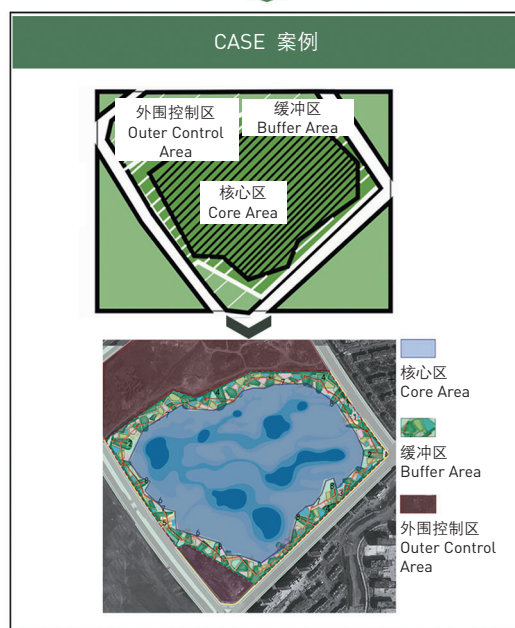 CASE 案例
外围控制区
Outer Control
Area
缓冲区
Buffer Area
核心区
Core Area
核心区
Core Area
缓冲区
Buffer Area
外围控制区
Outer Control
Area